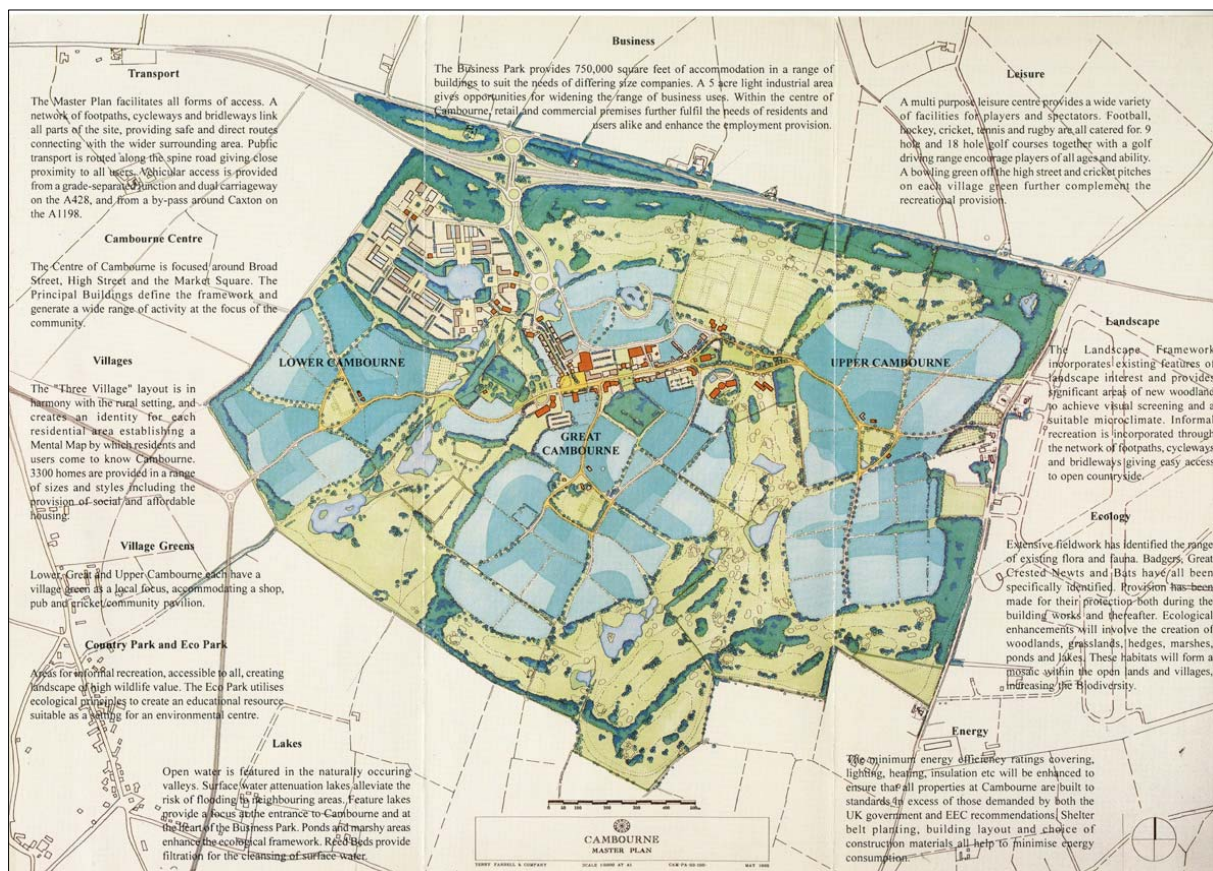 Business
The Business Park provides 750,000 square feet of accommodation in a range of
buildings to suit the needs of differing size companies. A 5 acre light industrial area
gives opportunities for widening the range of business uses. Within the centre of
Cambourne, retail and commercial premises further fulfil the needs of residents and
users alike and enhance the employment provision.
Transport
The Master Plan facilitates all forms of access. A
network of footpaths, cycleways and bridleways link
all parts of the site, providing safe and direct routes
connecting with the wider surrounding area. Public
transport is routed along the spine road giving close
proximity to all users. Vehicular access is provided
from a grade-separated junction and dual carriageway
on the A428, and from a by-pass around Caxton on
the A1198.
Cambourne Centre
The Centre of Cambourne is focused around Broad
Street, High Street and the Market Square. The
Principal Buildings define the framework and
generate a wide range of activity at the focus of the
community.
Villages
The "Three Village" layout is in
harmony with the rural setting, and
creates an identity for each
residential area establishing a
Mental Map by which residents and
users come to know Cambourne.
3300 homes are provided in a range
of sizes and styles including the
provision of social and affordable
housing.
Village Greens
Lower, Great and Upper Cambourne each have a
village green as a local focus, accommodating a shop,
pub and cricket/community pavilion.
Country Park and Eco Park
Areas for informal recreation, accessible to all, creating
landscape of high wildlife value. The Eco Park utilises
ecological principles to create an educational resource
suitable as a setting for an environmental centre.
Lakes
Open water is featured in the naturally occuring
valleys. Surface water attenuation lakes alleviate the
risk of flooding to neighbouring areas. Feature lakes
provide a focus at the entrance to Cambourne and at
the heart of the Business Park. Ponds and marshy areas
enhance the ecological framework. Reed Beds provide
filtration for the cleansing of surface water.
LOWER CAMBOURNE
GREAT
CAMBOURNE
UPPER CAMBOURNE
Leisure
A multi purpose leisure centre provides a wide variety
of facilities for players and spectators. Football,
hockey, cricket, tennis and rugby are all catered for. 9
hole and 18 hole golf courses together with a golf
driving range encourage players of all ages and ability.
A bowling green off the high street and cricket pitches
on each village green further complement the
recreational provision.
Landscape
The Landscape Framework
incorporates existing features of
landscape interest and provides
significant areas of new woodland
to achieve visual screening and a
suitable microclimate. Informal
recreation is incorporated through
the network of footpaths, cycleways
and bridleways giving easy access
to open countryside.
Ecology
Extensive fieldwork has identified the range
of existing flora and fauna. Badgers, Great
Crested Newts and Bats have all been
specifically identified. Provision has been
made for their protection both during the
building works and thereafter. Ecological
enhancements will involve the creation of
woodlands, grasslands, hedges, marshes,
ponds and lakes. These habitats will form a
mosaic within the open lands and villages,
increasing the Biodiversity.
Energy
The minimum energy efficiency ratings covering,
lighting, heating, insulation etc will be enhanced to
ensure that all properties at Cambourne are built to
standards in excess of those demanded by both the
UK government and EEC recommendations. Shelter
belt planting, building layout and choice of
construction materials all help to minimise energy
consumption.
CAMBOURNE
MASTER PLAN
TERRY FARRELL & COMPANY